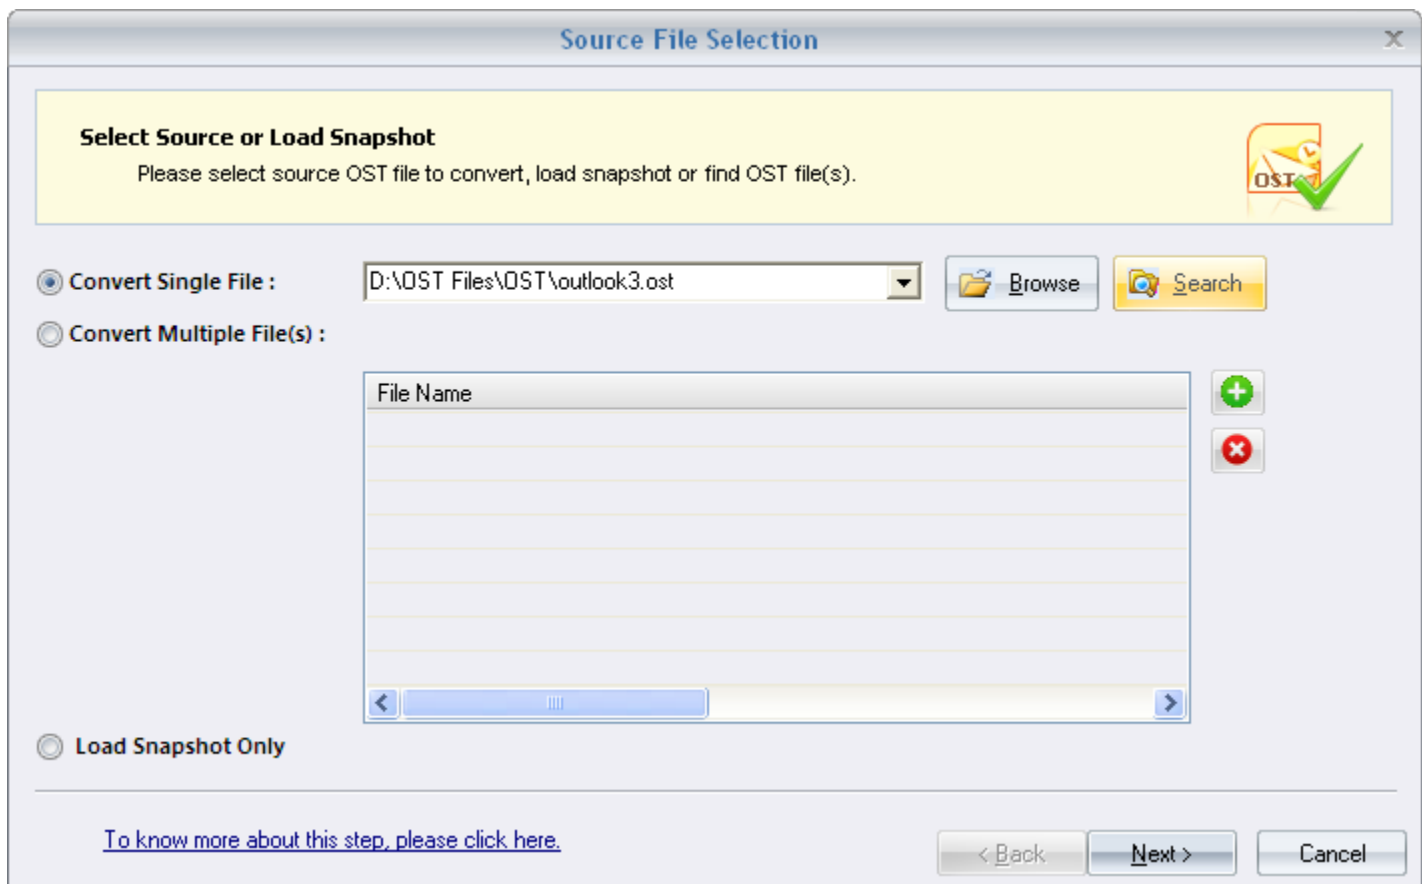 Source File Selection
Select Source or Load Snapshot
Please select source OST file to convert, load snapshot or find OST file(s).
OST
Convert Single File :
D:\OST Files\OST\outlook3.ost
Browse
Search
Convert Multiple File(s) :
File Name
Load Snapshot Only
To know more about this step, please click here.
< Back
Next >
Cancel